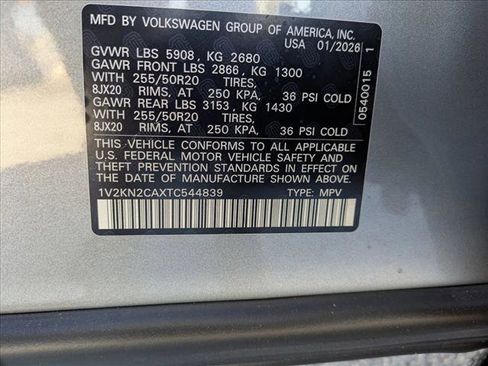 MFD BY VOLKSWAGEN GROUP OF AMERICA, INC.
USA 01/2026
GVWR LBS 5908, KG 2680
GAWR FRONT LBS 2866, KG 1300
WITH 255/50R20 TIRES,
8JX20 RIMS, AT 250 KPA, 36 PSI COLD
GAWR REAR LBS 3153, KG 1430
WITH 255/50R20 TIRES,
8JX20 RIMS, AT 250 KPA, 36 PSI COLD
THIS VEHICLE CONFORMS TO ALL APPLICABLE
U.S. FEDERAL MOTOR VEHICLE SAFETY AND
THEFT PREVENTION STANDARDS IN EFFECT ON
THE DATE OF MANUFACTURE SHOWN ABOVE.
1V2KN2CAXTC544839 TYPE: MPV
0540015 1